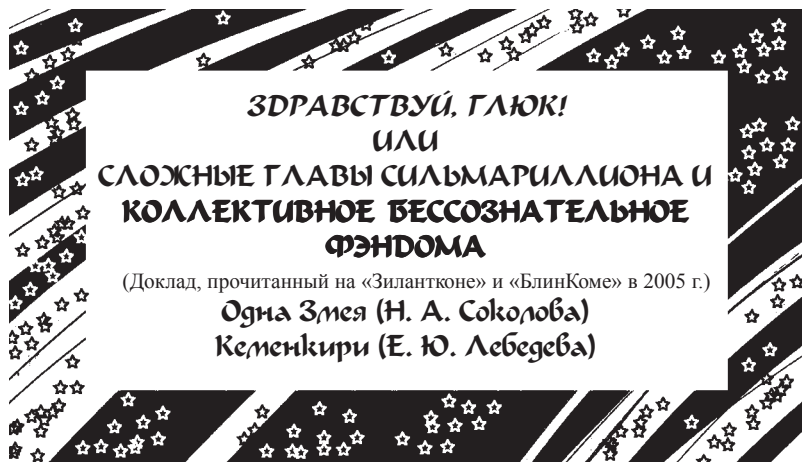 ЗДРАВСТВУЙ, ГЛЮК!
ИЛИ
СЛОЖНЫЕ ГЛАВЫ СИЛЬМАРИЛЛИОНА И
КОЛЛЕКТИВНОЕ БЕССОЗНАТЕЛЬНОЕ
ФЭНДОМА
(Доклад, прочитанный на «Зилантконе» и «БлинКоме» в 2005 г.)
Одна Змея (Н. А. Соколова)
Кеменкири (Е. Ю. Лебедева)